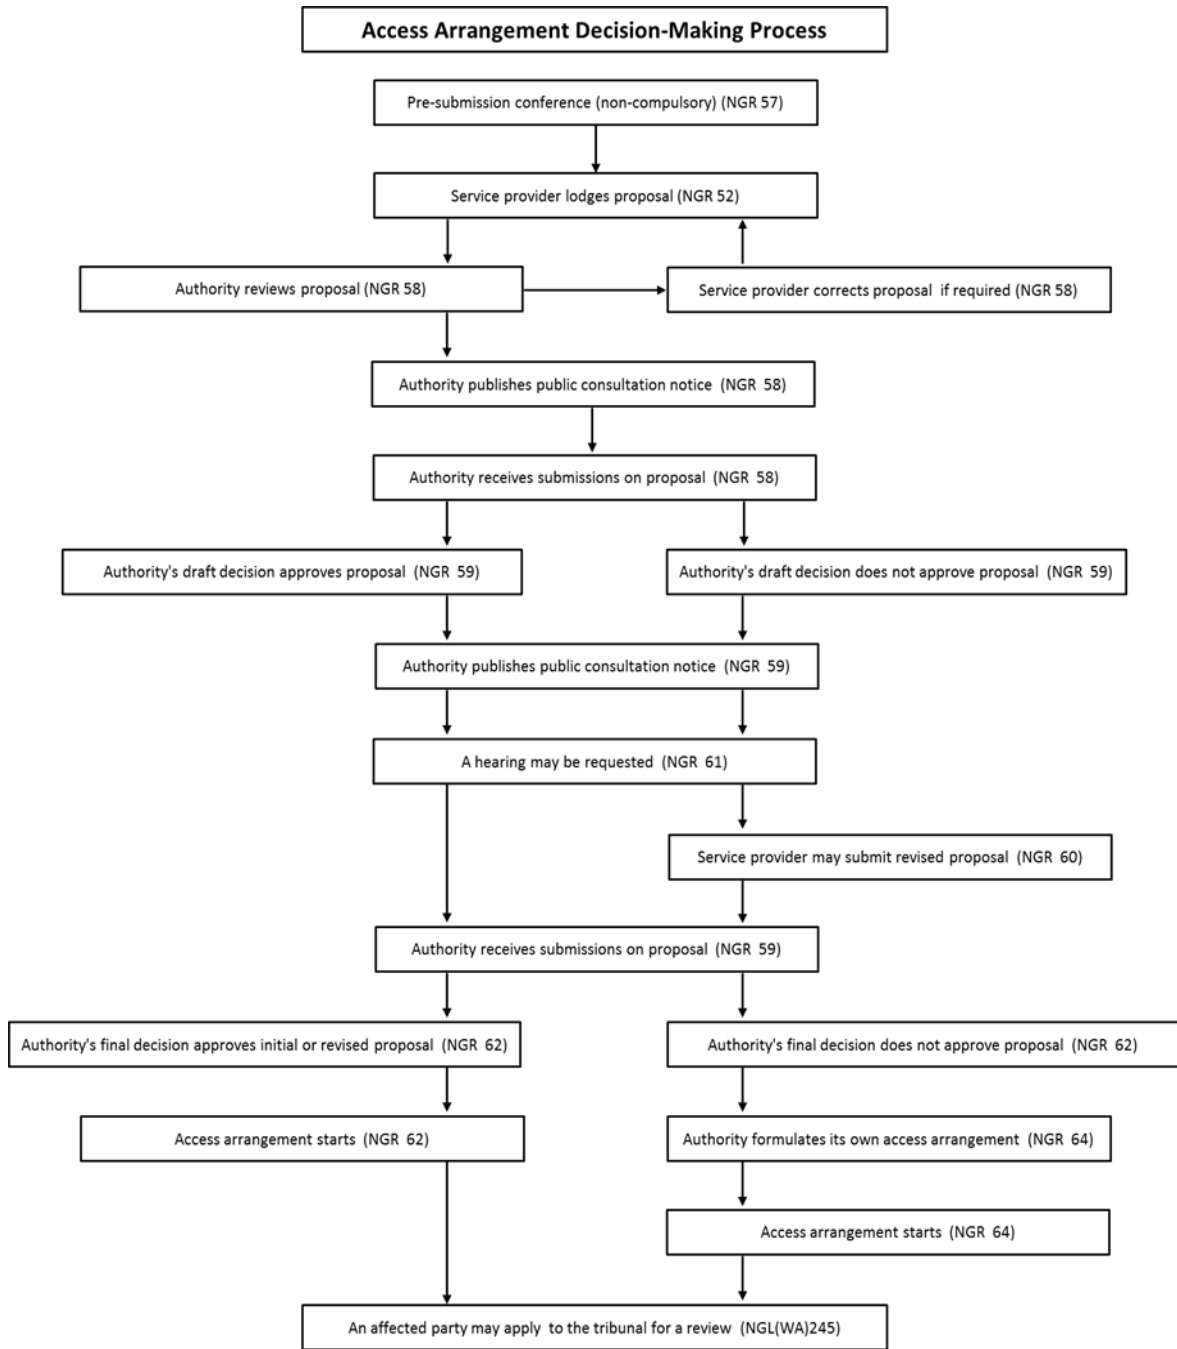 Access Arrangement Decision-Making Process
Pre-submission conference (non-compulsory) (NGR 57)
Service provider lodges proposal (NGR 52)
Authority reviews proposal (NGR 58)
Service provider corrects proposal if required (NGR 58)
Authority publishes public consultation notice (NGR 58)
Authority receives submissions on proposal (NGR 58)
Authority's draft decision approves proposal (NGR 59)
Authority's draft decision does not approve proposal (NGR 59)
Authority publishes public consultation notice (NGR 59)
A hearing may be requested (NGR 61)
Service provider may submit revised proposal (NGR 60)
Authority receives submissions on proposal (NGR 59)
Authority's final decision approves initial or revised proposal (NGR 62)
Authority's final decision does not approve proposal (NGR 62)
Access arrangement starts (NGR 62)
Authority formulates its own access arrangement (NGR 64)
Access arrangement starts (NGR 64)
An affected party may apply to the tribunal for a review (NGL(WA)245)